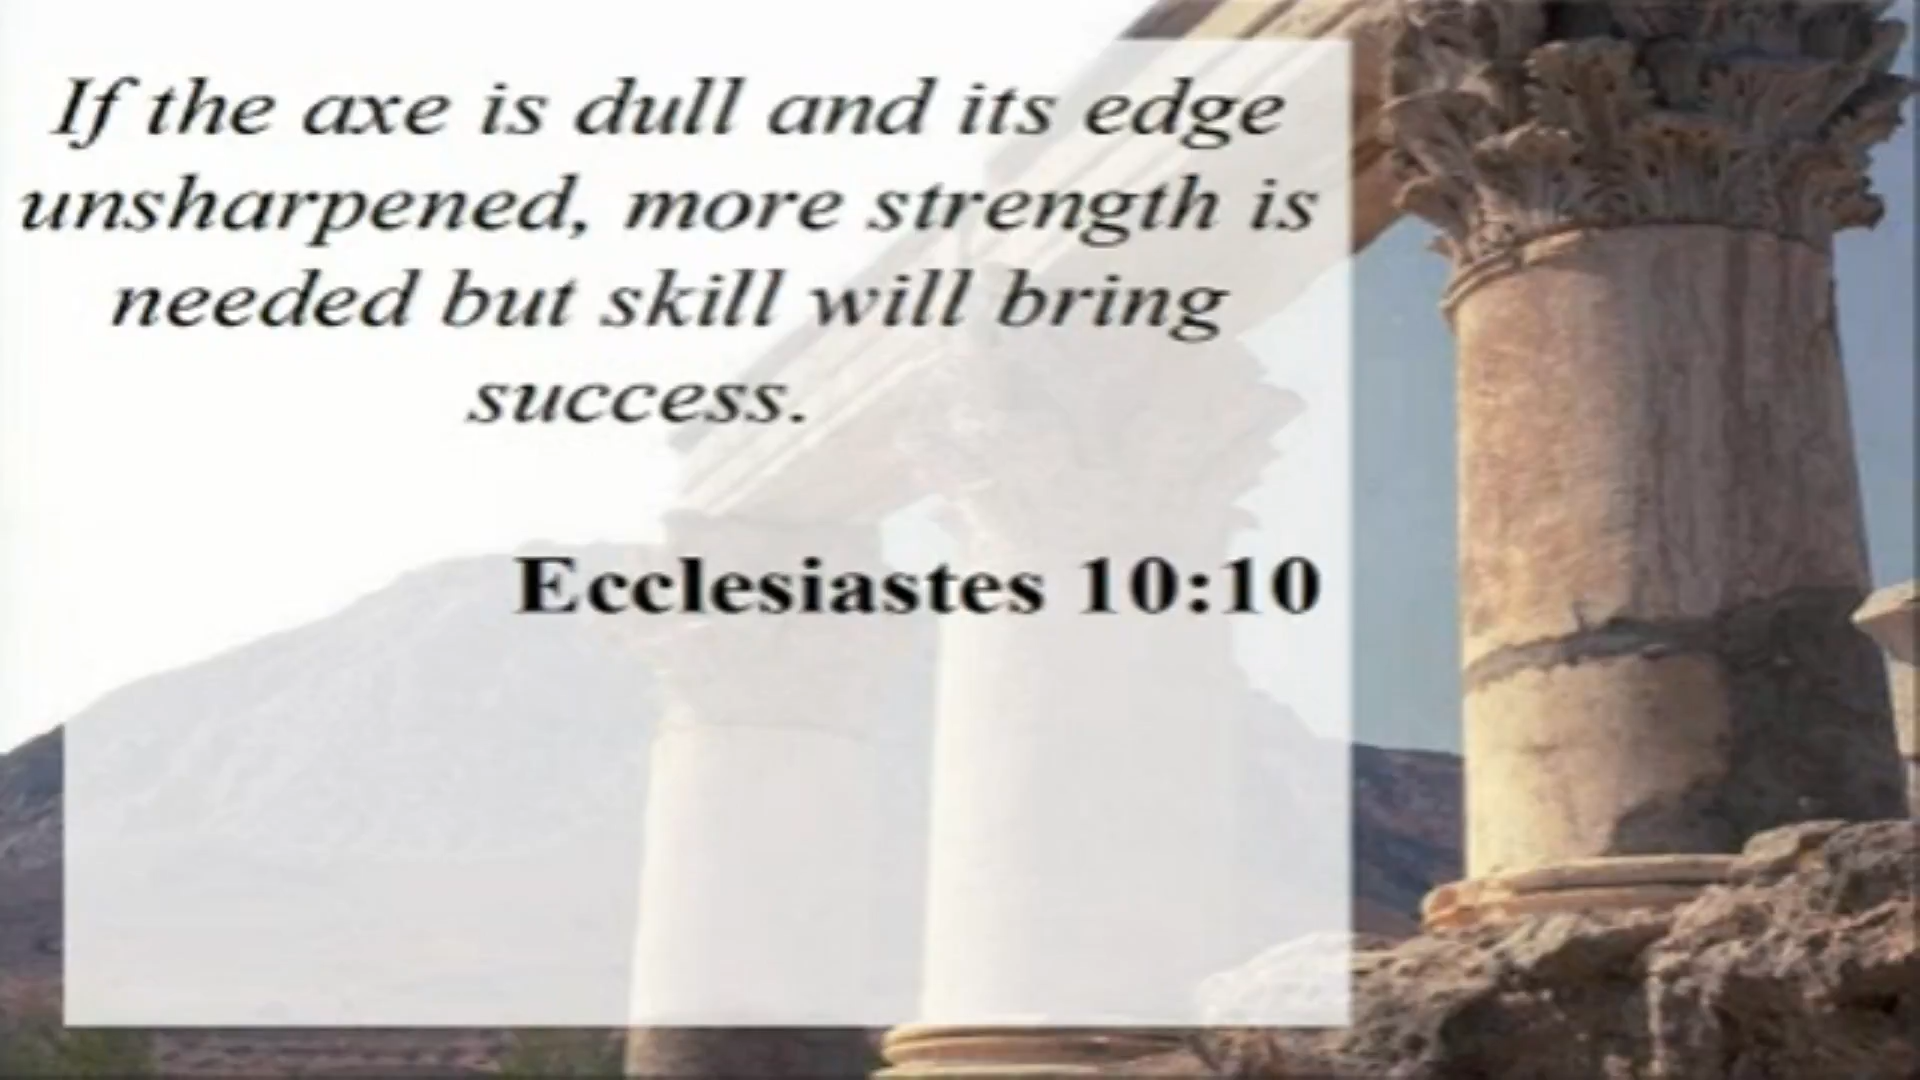 If the axe is dull and its edge
unsharpened, more strength is
needed but skill will bring
success.
Ecclesiastes 10:10